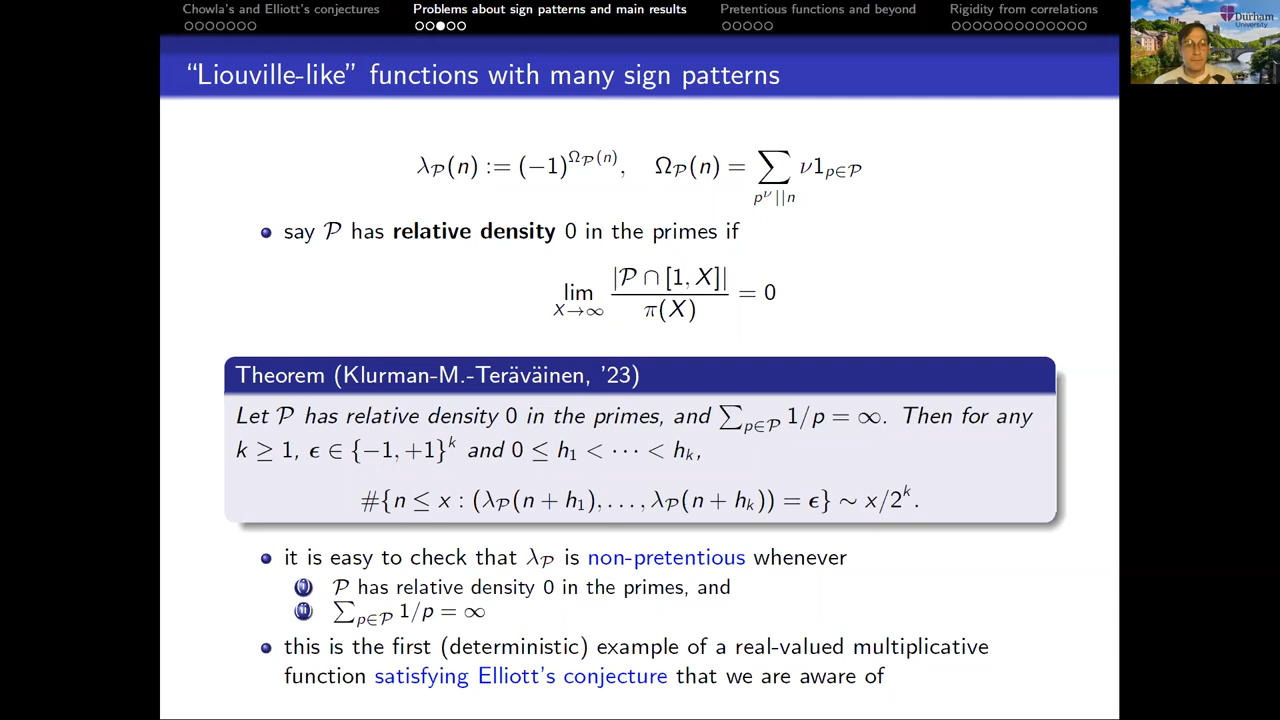 Chowla's and Elliott's conjectures
Problems about sign patterns and main results
Pretentious functions and beyond
Rigidity from correlations
Durham
University
“Liouville-like” functions with many sign patterns
λ_𝒫(n) := (−1)^{Ω_𝒫(n)}, Ω_𝒫(n) = ∑_{p^ν||n} ν1_{p∈𝒫}
say 𝒫 has relative density 0 in the primes if
lim_{X→∞} |𝒫 ∩ [1, X]| / π(X) = 0
Theorem (Klurman-M.-Teräväinen, '23)
Let 𝒫 has relative density 0 in the primes, and ∑_{p∈𝒫} 1/p = ∞. Then for any
k ≥ 1, ϵ ∈ {−1, +1}^k and 0 ≤ h_1 < ··· < h_k,
#{n ≤ x : (λ_𝒫(n + h_1), . . . , λ_𝒫(n + h_k)) = ϵ} ∼ x/2^k.
it is easy to check that λ_𝒫 is non-pretentious whenever
i 𝒫 has relative density 0 in the primes, and
ii ∑_{p∈𝒫} 1/p = ∞
this is the first (deterministic) example of a real-valued multiplicative
function satisfying Elliott's conjecture that we are aware of